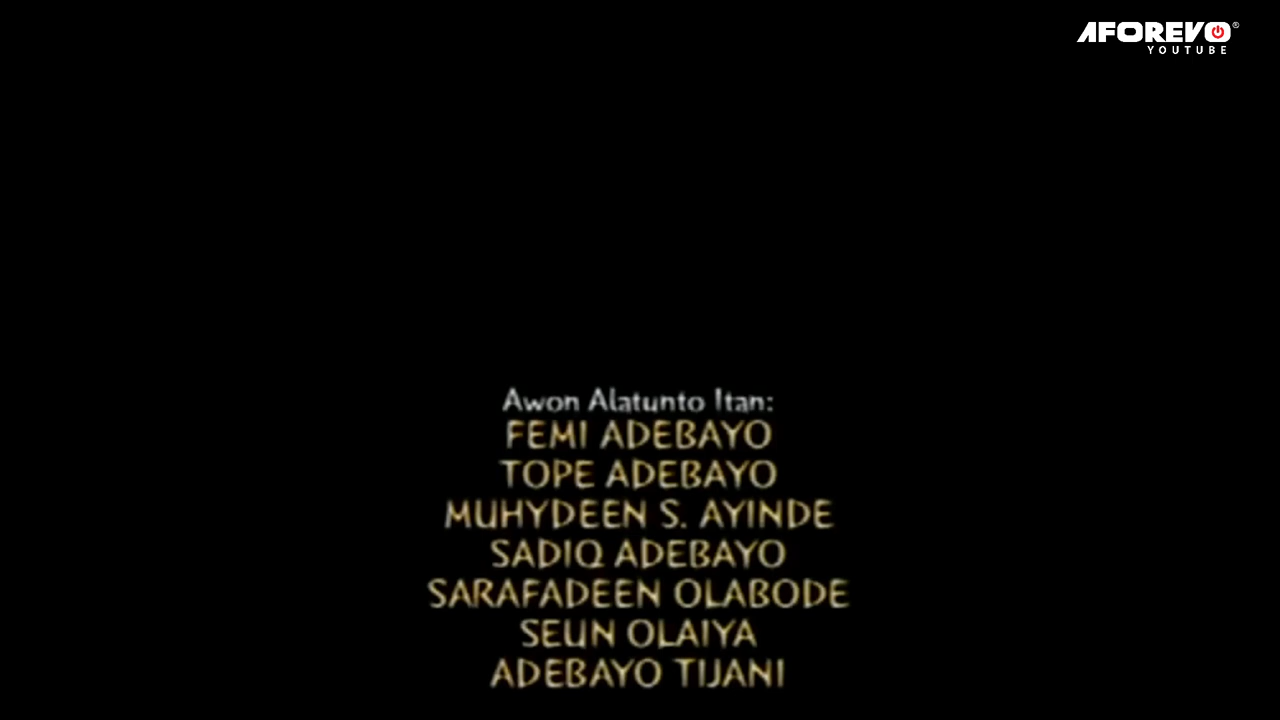 AFOREVO®
YOUTUBE
Awon Alatunto Itan:
FEMI ADEBAYO
TOPE ADEBAYO
MUHYDEEN S. AYINDE
SADIQ ADEBAYO
SARAFADEEN OLABODE
SEUN OLAIYA
ADEBAYO TIJANI